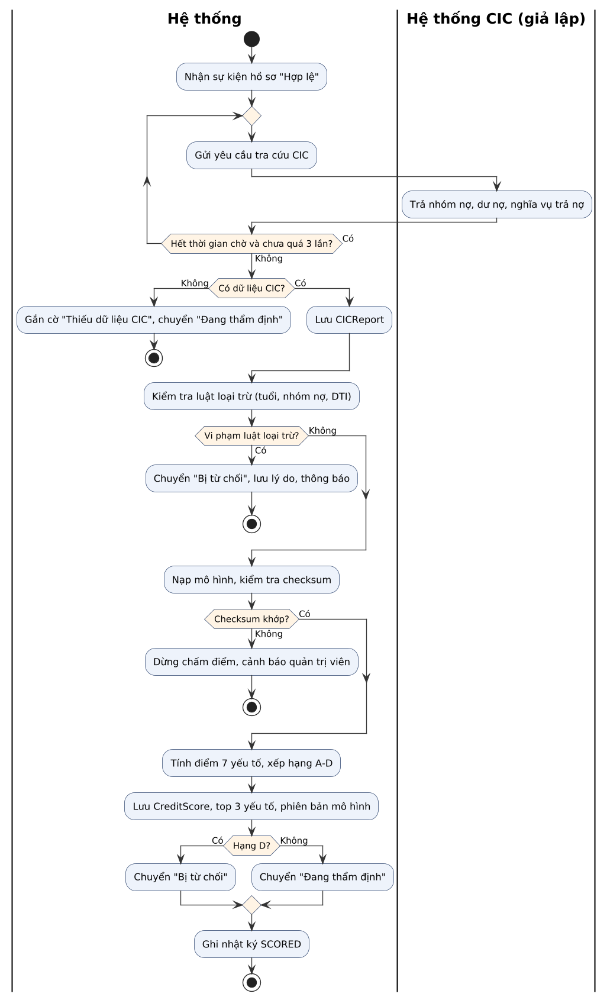 Hệ thống
Hệ thống CIC (giả lập)
Nhận sự kiện hồ sơ "Hợp lệ"
Gửi yêu cầu tra cứu CIC
Trả nhóm nợ, dư nợ, nghĩa vụ trả nợ
Hết thời gian chờ và chưa quá 3 lần?
Có
Không
Có dữ liệu CIC?
Không
Có
Gắn cờ "Thiếu dữ liệu CIC", chuyển "Đang thẩm định"
Lưu CICReport
Kiểm tra luật loại trừ (tuổi, nhóm nợ, DTI)
Vi phạm luật loại trừ?
Không
Có
Chuyển "Bị từ chối", lưu lý do, thông báo
Nạp mô hình, kiểm tra checksum
Checksum khớp?
Có
Không
Dừng chấm điểm, cảnh báo quản trị viên
Tính điểm 7 yếu tố, xếp hạng A-D
Lưu CreditScore, top 3 yếu tố, phiên bản mô hình
Có
Hạng D?
Không
Chuyển "Bị từ chối"
Chuyển "Đang thẩm định"
Ghi nhật ký SCORED